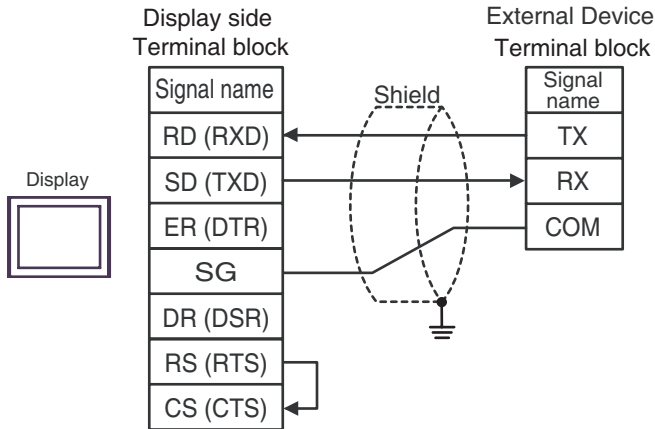 Display side
Terminal block
External Device
Terminal block
Signal name
RD (RXD)
SD (TXD)
ER (DTR)
SG
DR (DSR)
RS (RTS)
CS (CTS)
Shield
Signal
name
TX
RX
COM
Display